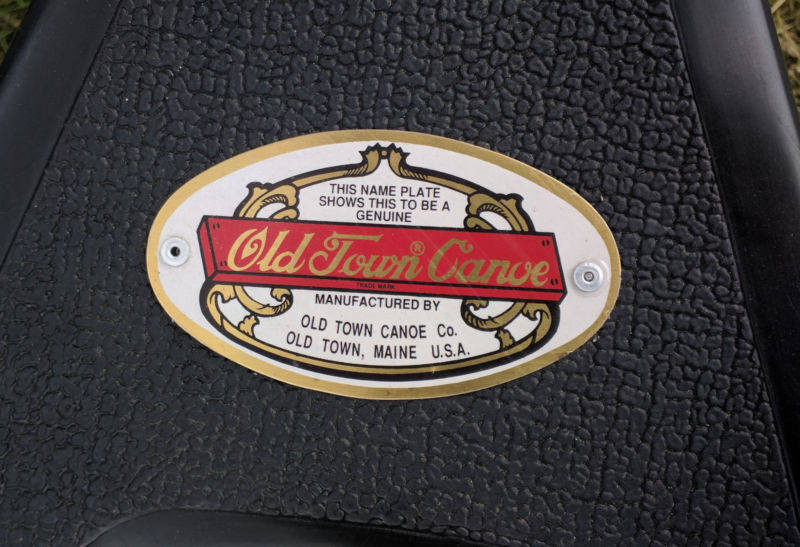 THIS NAME PLATE
SHOWS THIS TO BE A
GENUINE
Old Town® Canoe
TRADE MARK
MANUFACTURED BY
OLD TOWN CANOE Co.
OLD TOWN, MAINE U.S.A.